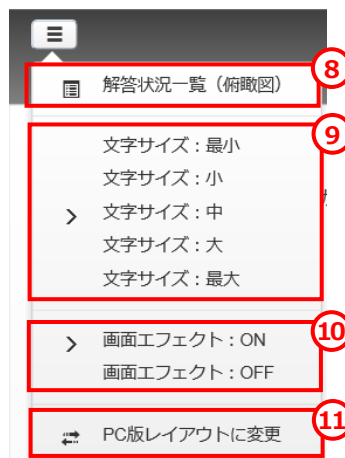 ⑧
解答状況一覧（俯瞰図）
⑨
文字サイズ：最小
文字サイズ：小
文字サイズ：中
文字サイズ：大
文字サイズ：最大
⑩
画面エフェクト：ON
画面エフェクト：OFF
⑪
PC版レイアウトに変更